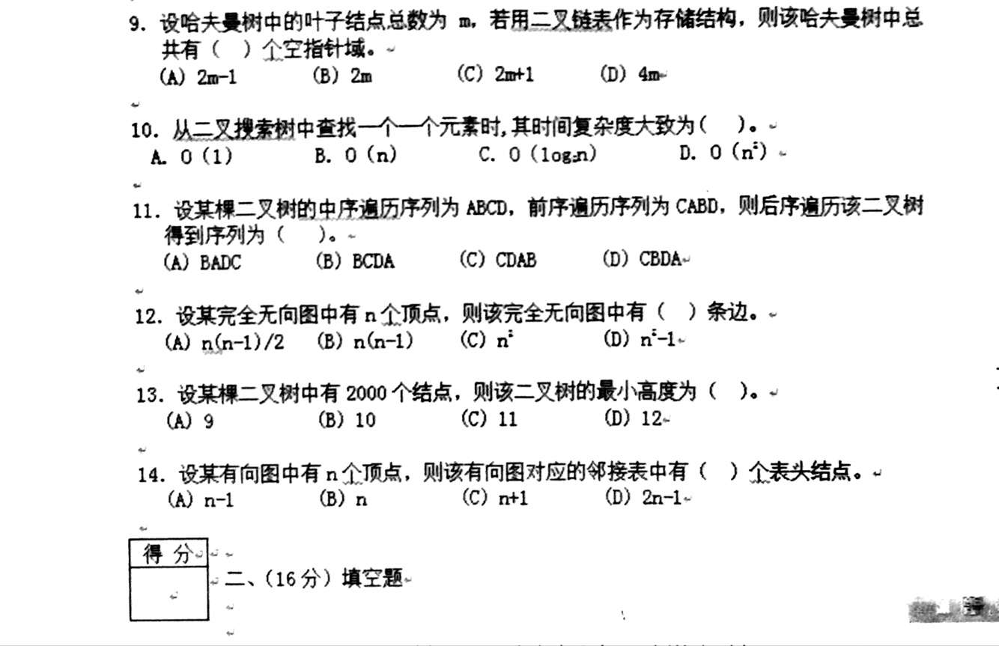 9. 设哈夫曼树中的叶子结点总数为 m，若用二叉链表作为存储结构，则该哈夫曼树中总
共有（ ）个空指针域。
(A) 2m-1 (B) 2m (C) 2m+1 (D) 4m
10. 从二叉搜索树中查找一个一个元素时,其时间复杂度大致为( )。
A. O(1) B. O(n) C. O(log₂n) D. O(n²)
11. 设某棵二叉树的中序遍历序列为 ABCD，前序遍历序列为 CABD，则后序遍历该二叉树
得到序列为（ ）。
(A) BADC (B) BCDA (C) CDAB (D) CBDA
12. 设某完全无向图中有 n 个顶点，则该完全无向图中有（ ）条边。
(A) n(n-1)/2 (B) n(n-1) (C) n² (D) n²-1
13. 设某棵二叉树中有 2000 个结点，则该二叉树的最小高度为（ ）。
(A) 9 (B) 10 (C) 11 (D) 12
14. 设某有向图中有 n 个顶点，则该有向图对应的邻接表中有（ ）个表头结点。
(A) n-1 (B) n (C) n+1 (D) 2n-1
得 分
二、（16 分）填空题